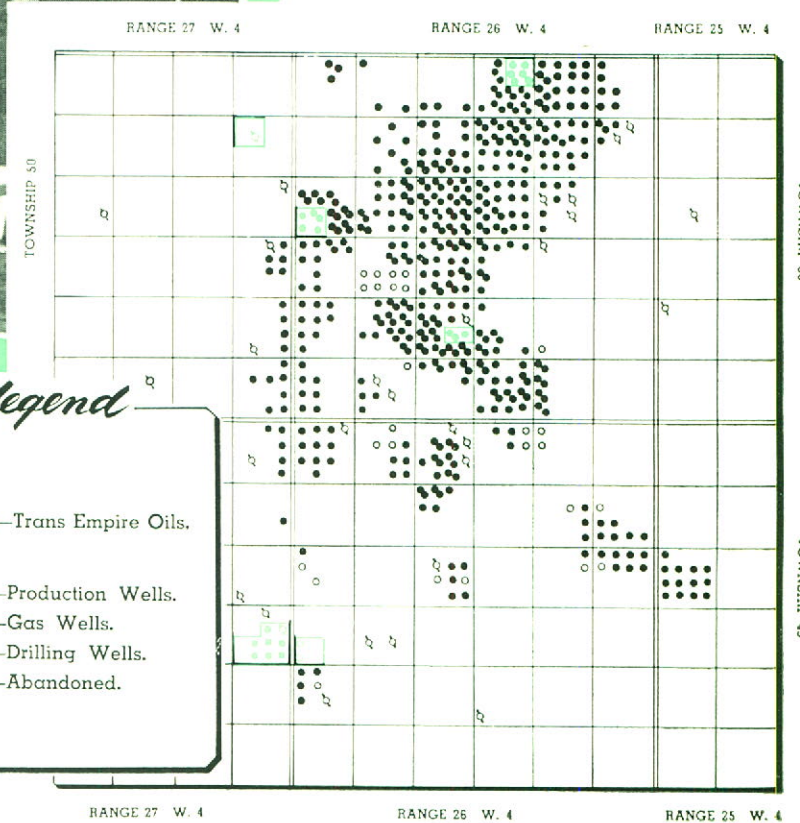 RANGE 27 W. 4
RANGE 26 W. 4
RANGE 25 W. 4
TOWNSHIP 50
egend
—Trans Empire Oils.
—Production Wells.
—Gas Wells.
—Drilling Wells.
—Abandoned.
RANGE 27 W. 4
RANGE 26 W. 4
RANGE 25 W. 4